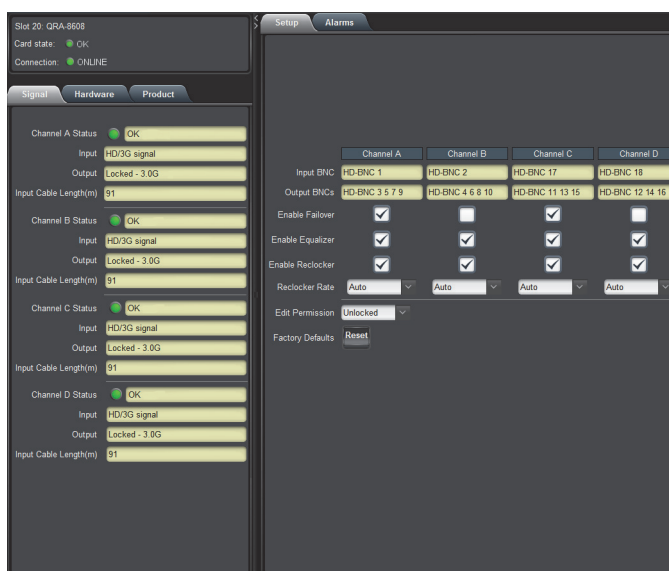 Slot 20: QRA-8608
Card state: OK
Connection: ONLINE
Signal Hardware Product
Channel A Status OK
Input HD/3G signal
Output Locked - 3.0G
Input Cable Length(m) 91
Channel B Status OK
Input HD/3G signal
Output Locked - 3.0G
Input Cable Length(m) 91
Channel C Status OK
Input HD/3G signal
Output Locked - 3.0G
Input Cable Length(m) 91
Channel D Status OK
Input HD/3G signal
Output Locked - 3.0G
Input Cable Length(m) 91
Setup Alarms
Channel A Channel B Channel C Channel D
Input BNC HD-BNC 1 HD-BNC 2 HD-BNC 17 HD-BNC 18
Output BNCs HD-BNC 3 5 7 9 HD-BNC 4 6 8 10 HD-BNC 11 13 15 HD-BNC 12 14 16
Enable Failover
Enable Equalizer
Enable Reclocker
Reclocker Rate Auto Auto Auto Auto
Edit Permission Unlocked
Factory Defaults Reset